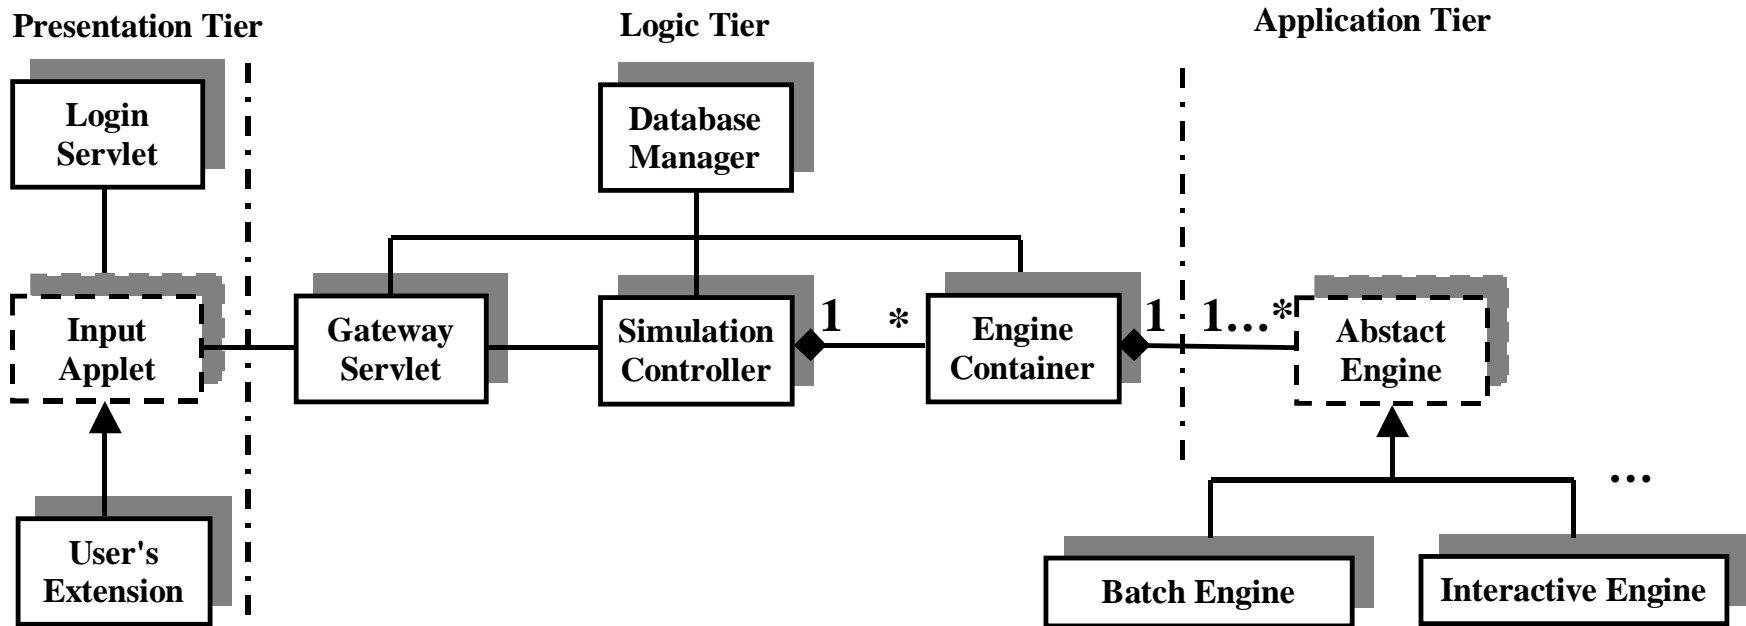 Presentation Tier
Logic Tier
Application Tier
Login
Servlet
Database
Manager
Input
Applet
Gateway
Servlet
Simulation
Controller
1
*
Engine
Container
1
1...*
Abstact
Engine
...
User's
Extension
Batch Engine
Interactive Engine